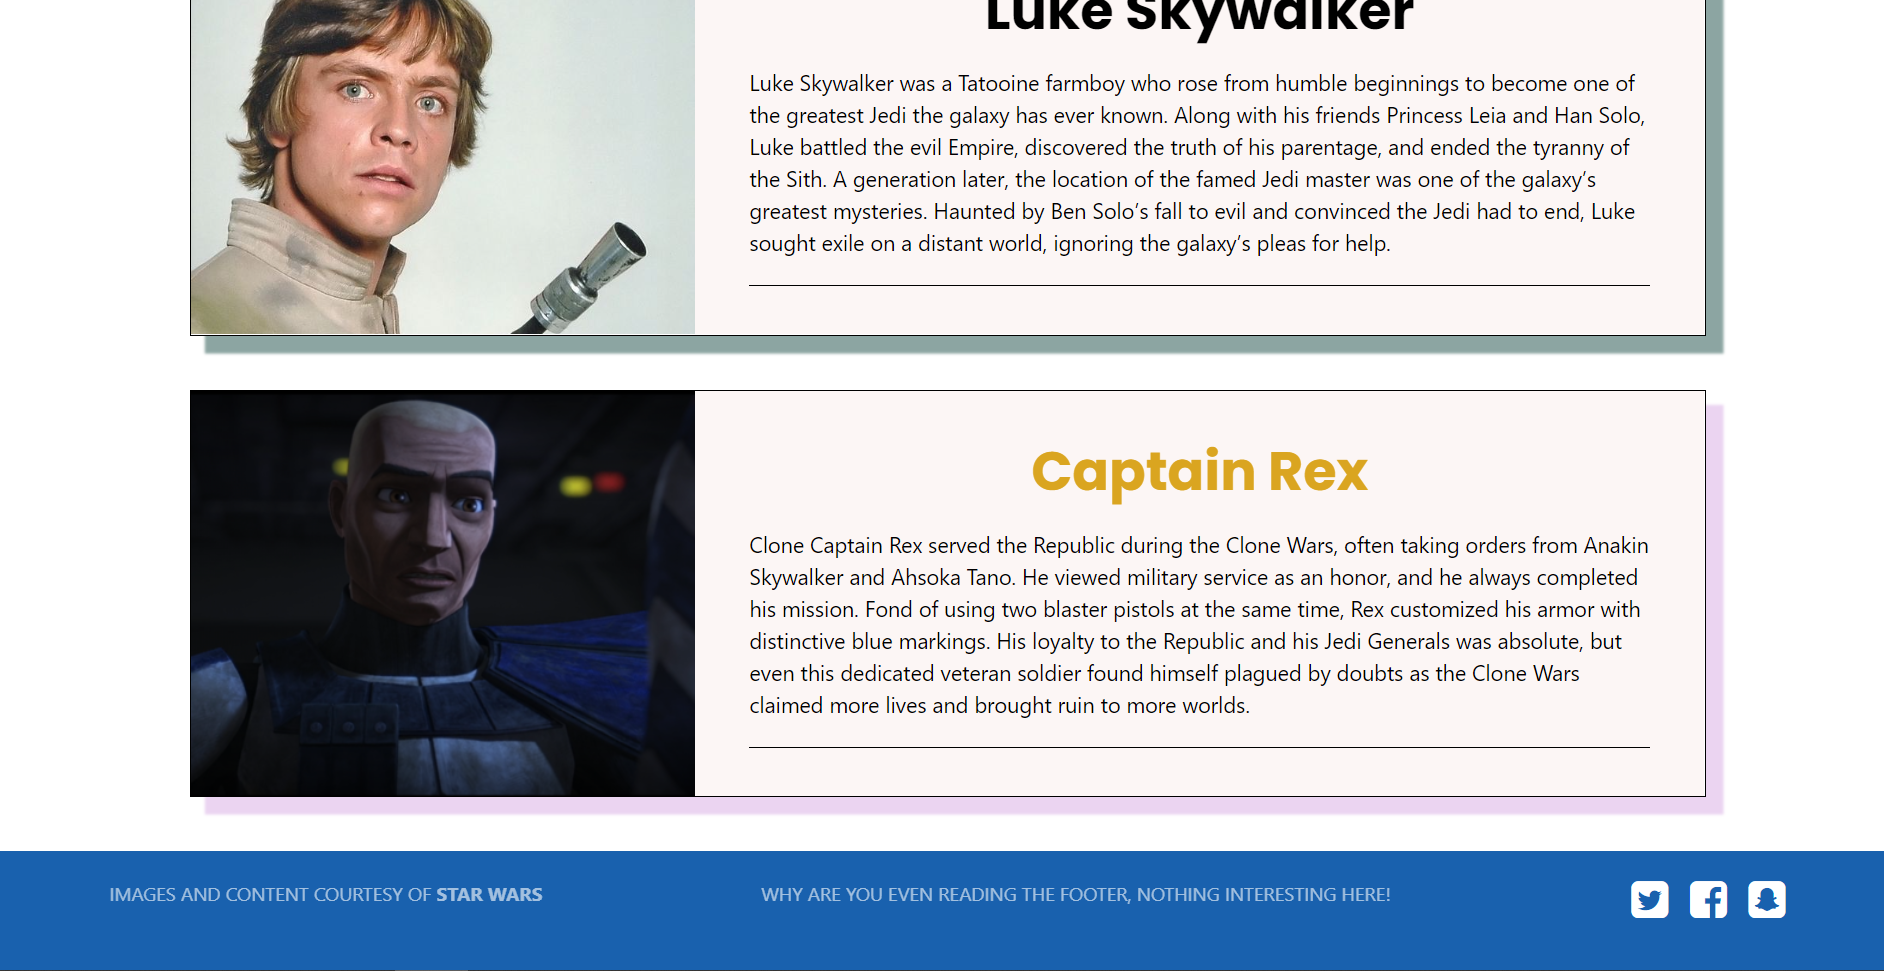 Luke Skywalker
Luke Skywalker was a Tatooine farmboy who rose from humble beginnings to become one of
the greatest Jedi the galaxy has ever known. Along with his friends Princess Leia and Han Solo,
Luke battled the evil Empire, discovered the truth of his parentage, and ended the tyranny of
the Sith. A generation later, the location of the famed Jedi master was one of the galaxy’s
greatest mysteries. Haunted by Ben Solo’s fall to evil and convinced the Jedi had to end, Luke
sought exile on a distant world, ignoring the galaxy’s pleas for help.
Captain Rex
Clone Captain Rex served the Republic during the Clone Wars, often taking orders from Anakin
Skywalker and Ahsoka Tano. He viewed military service as an honor, and he always completed
his mission. Fond of using two blaster pistols at the same time, Rex customized his armor with
distinctive blue markings. His loyalty to the Republic and his Jedi Generals was absolute, but
even this dedicated veteran soldier found himself plagued by doubts as the Clone Wars
claimed more lives and brought ruin to more worlds.
IMAGES AND CONTENT COURTESY OF STAR WARS
WHY ARE YOU EVEN READING THE FOOTER, NOTHING INTERESTING HERE!